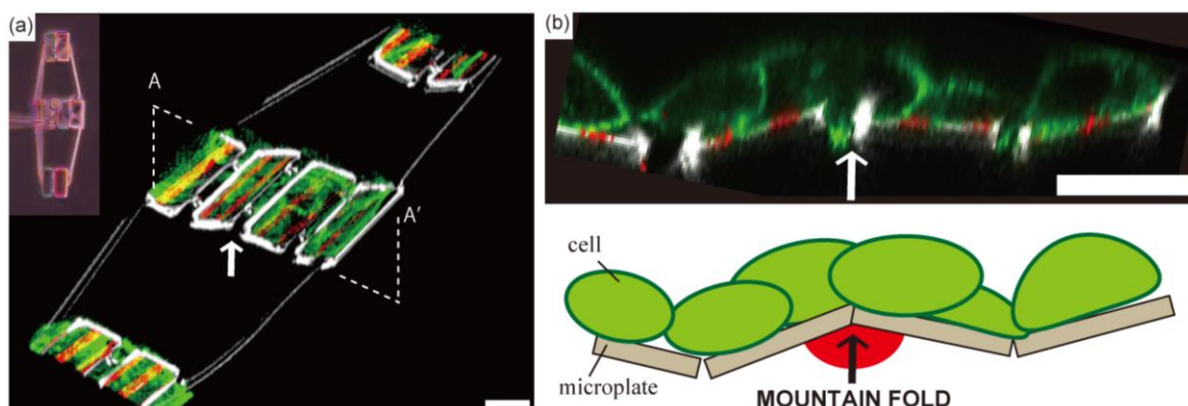 (a)
A
A′
(b)
cell
microplate
MOUNTAIN FOLD